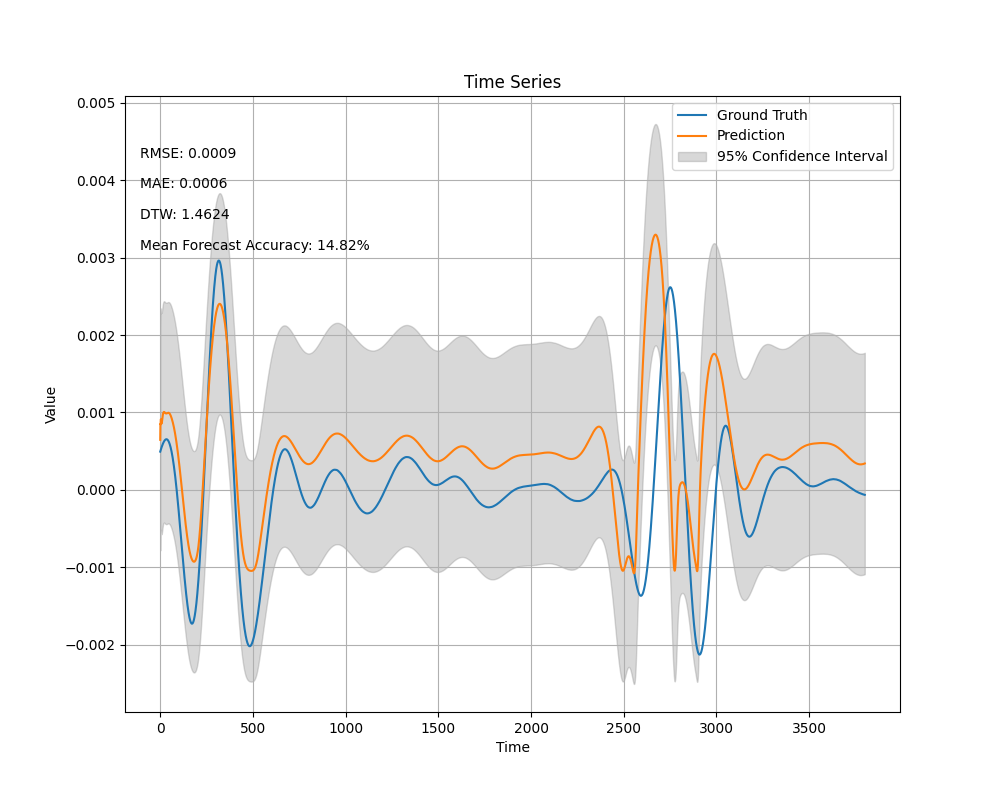 Time Series
Ground Truth
Prediction
95% Confidence Interval
RMSE: 0.0009
MAE: 0.0006
DTW: 1.4624
Mean Forecast Accuracy: 14.82%
Value
0.005
0.004
0.003
0.002
0.001
0.000
−0.001
−0.002
0
500
1000
1500
2000
2500
3000
3500
Time